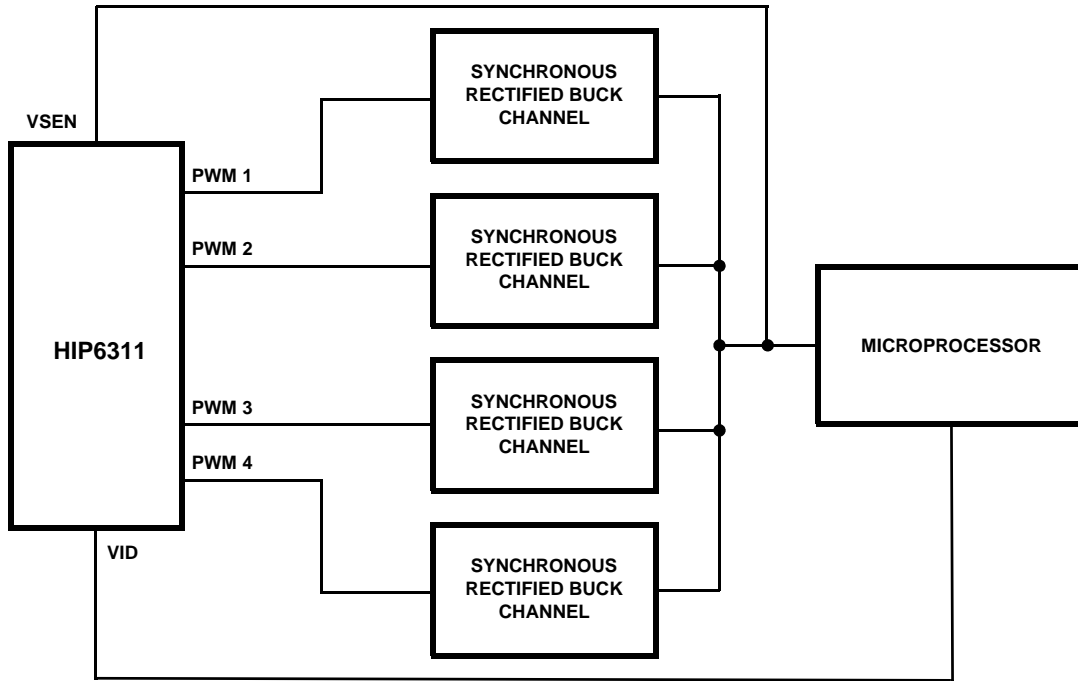 SYNCHRONOUS
RECTIFIED BUCK
CHANNEL
VSEN
PWM 1
SYNCHRONOUS
RECTIFIED BUCK
CHANNEL
PWM 2
HIP6311
MICROPROCESSOR
SYNCHRONOUS
RECTIFIED BUCK
CHANNEL
PWM 3
PWM 4
SYNCHRONOUS
RECTIFIED BUCK
CHANNEL
VID